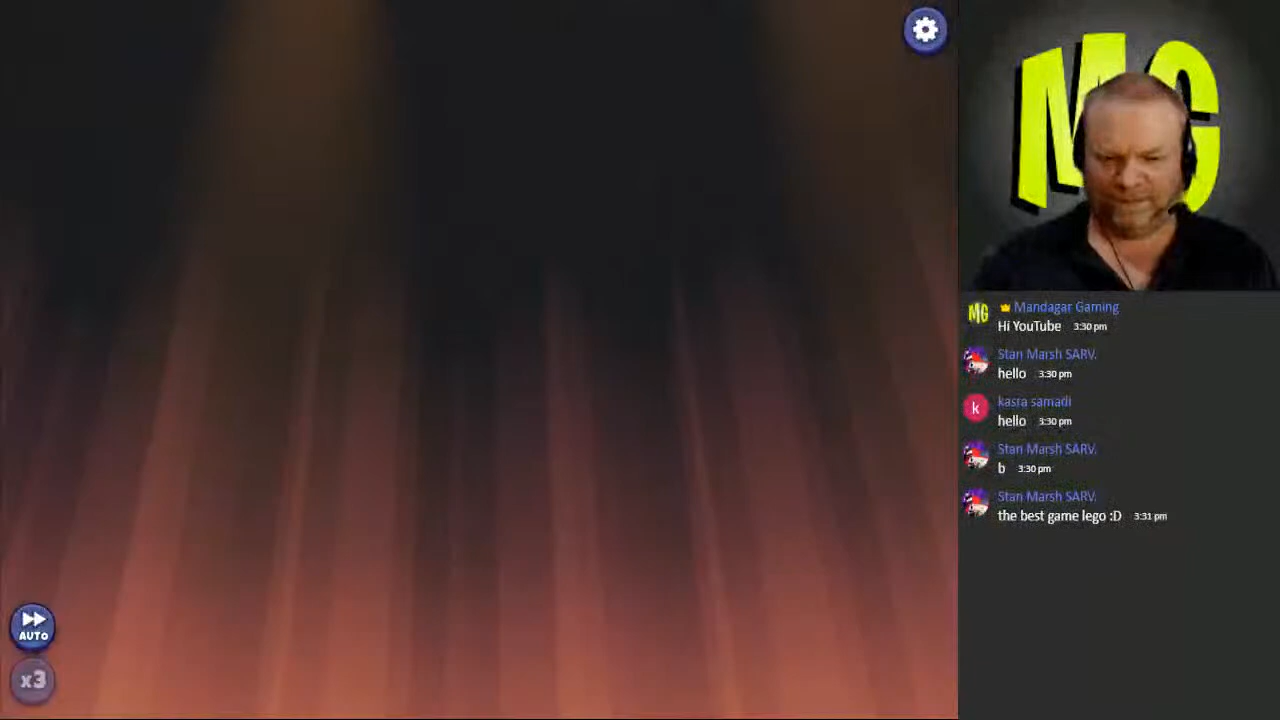 MG
MG Mandagar Gaming
Hi YouTube 3:30 pm
Stan Marsh SARV.
hello 3:30 pm
k kasra samadi
hello 3:30 pm
Stan Marsh SARV.
b 3:30 pm
Stan Marsh SARV.
the best game lego :D 3:31 pm
AUTO
x3